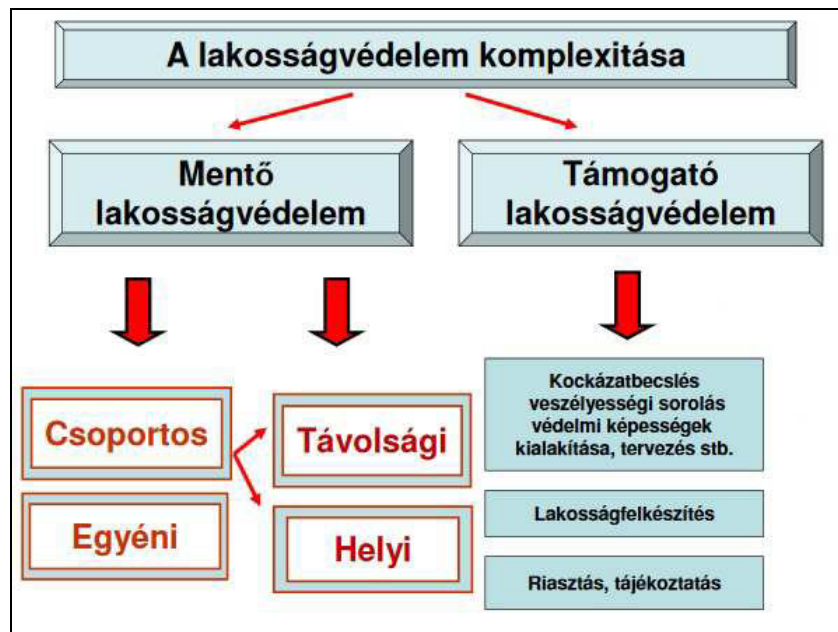 A lakosságvédelem komplexitása
Mentő
lakosságvédelem
Támogató
lakosságvédelem
Csoportos
Egyéni
Távolsági
Helyi
Kockázatbecslés
veszélyességi sorolás
védelmi képességek
kialakítása, tervezés stb.
Lakosságfelkészítés
Riasztás, tájékoztatás